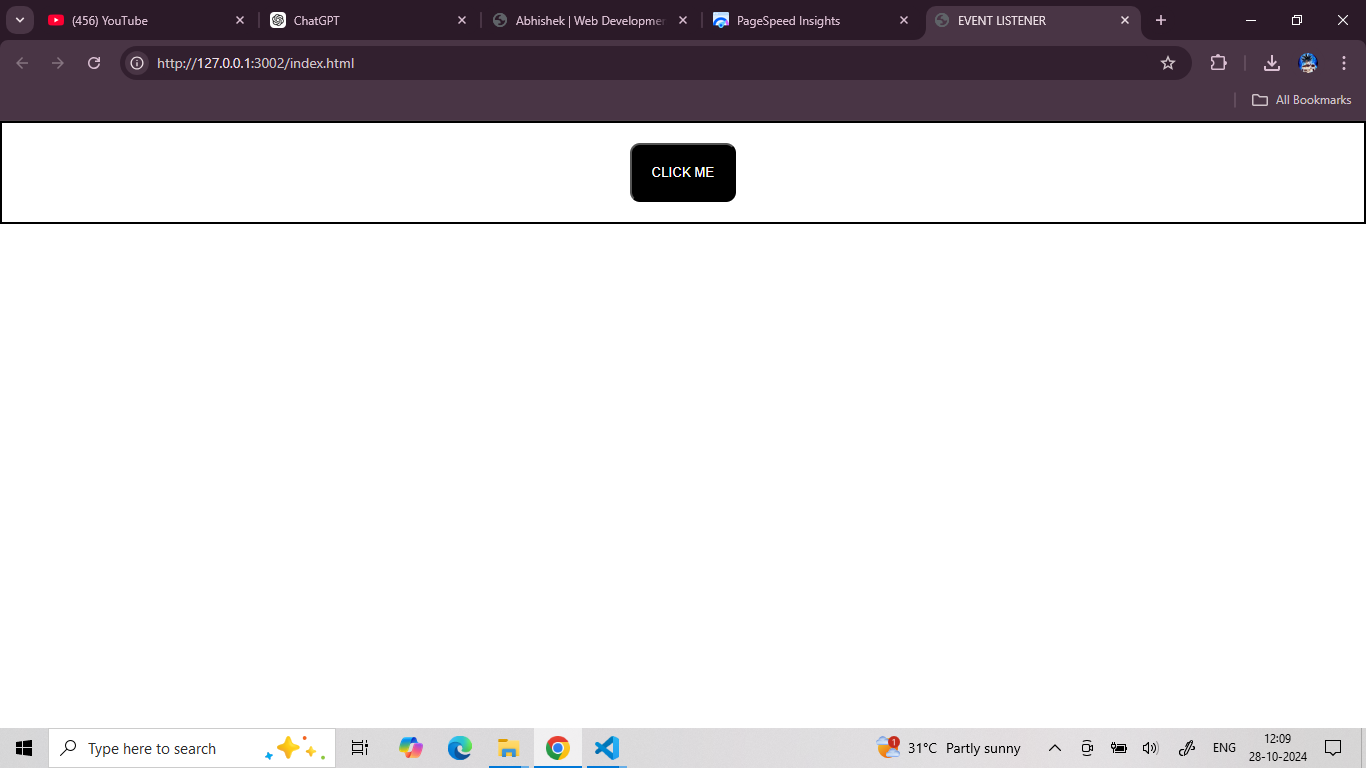 (456) YouTube
ChatGPT
Abhishek | Web Developmen
PageSpeed Insights
EVENT LISTENER
http://127.0.0.1:3002/index.html
All Bookmarks
CLICK ME
Type here to search
1
31°C Partly sunny
ENG
12:09
28-10-2024